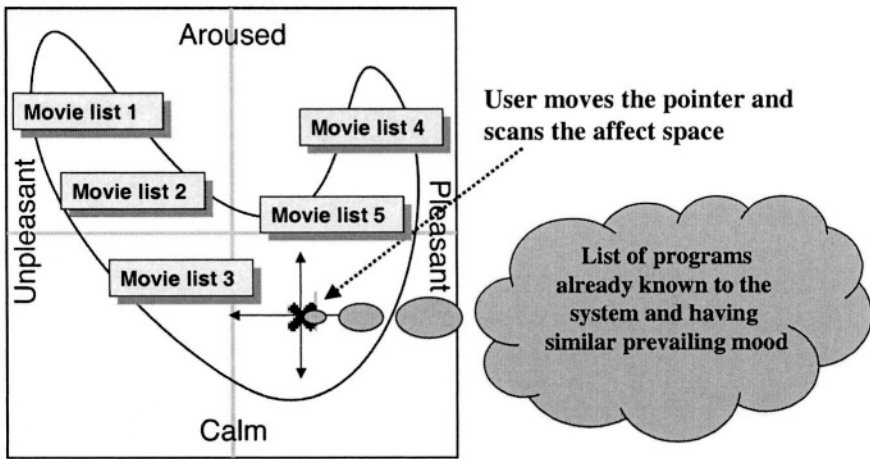 Aroused
Movie list 1
Movie list 4
User moves the pointer and
scans the affect space
Movie list 2
Movie list 5
Unpleasant
Pleasant
Movie list 3
List of programs
already known to the
system and having
similar prevailing mood
Calm